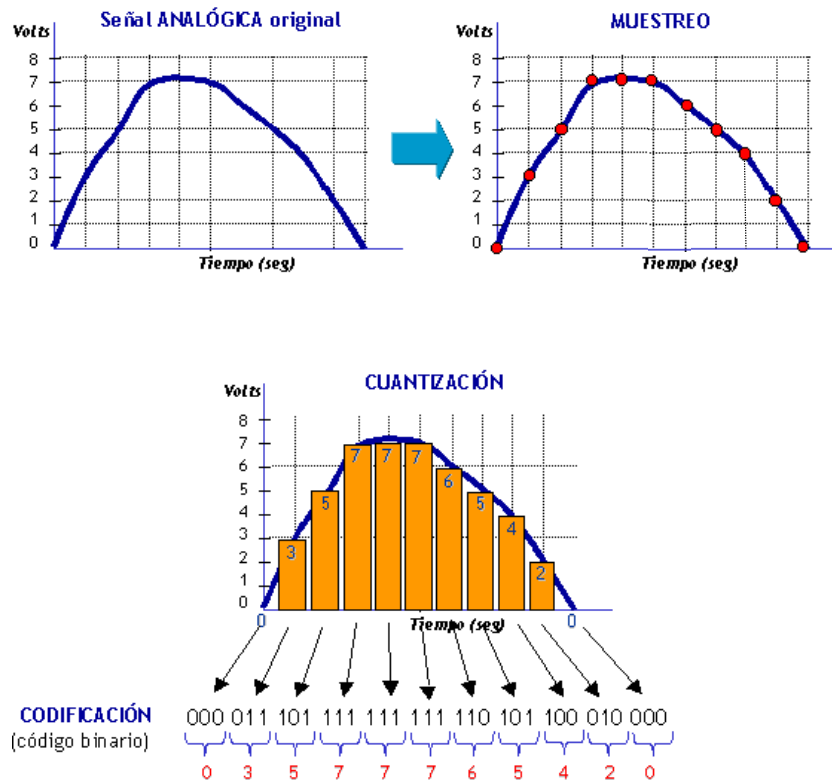 Señal ANALÓGICA original
Volts
8
7
6
5
4
3
2
1
0
Tiempo (seg)
MUESTREO
Volts
8
7
6
5
4
3
2
1
0
Tiempo (seg)
CUANTIZACIÓN
Volts
8
7
6
5
4
3
2
1
0
3 5 7 7 7 6 5 4 2
0 Tiempo (seg) 0
CODIFICACIÓN 000 011 101 111 111 111 110 101 100 010 000
(código binario)
0 3 5 7 7 7 6 5 4 2 0